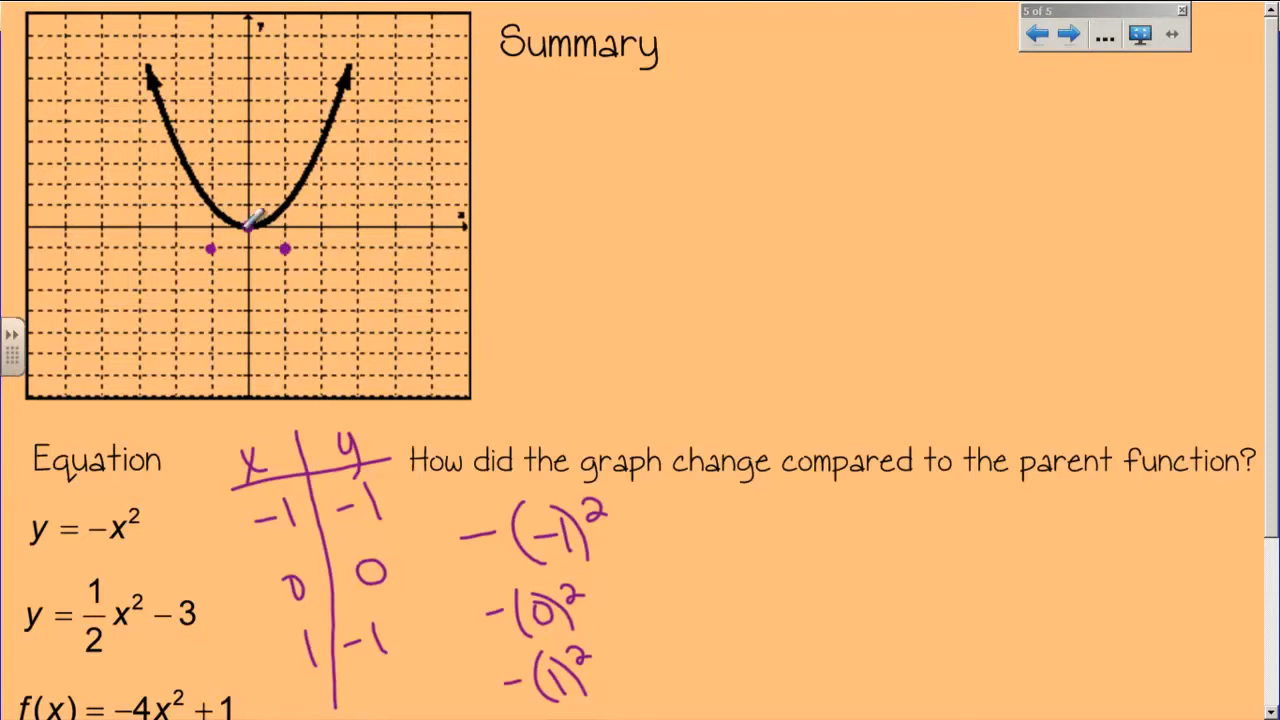 5 of 5
y
Summary
x
Equation
x y
How did the graph change compared to the parent function?
-1 -1
-(-1)²
y = -x²
0 0
-(0)²
y = 1/2 x² - 3
1 -1
-(1)²
f(x) = -4x² + 1